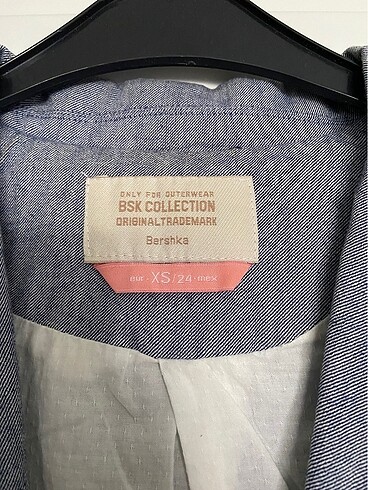 ONLY FOR OUTERWEAR
BSK COLLECTION
ORIGINALTRADEMARK
Bershka
eur · XS/24 · mex